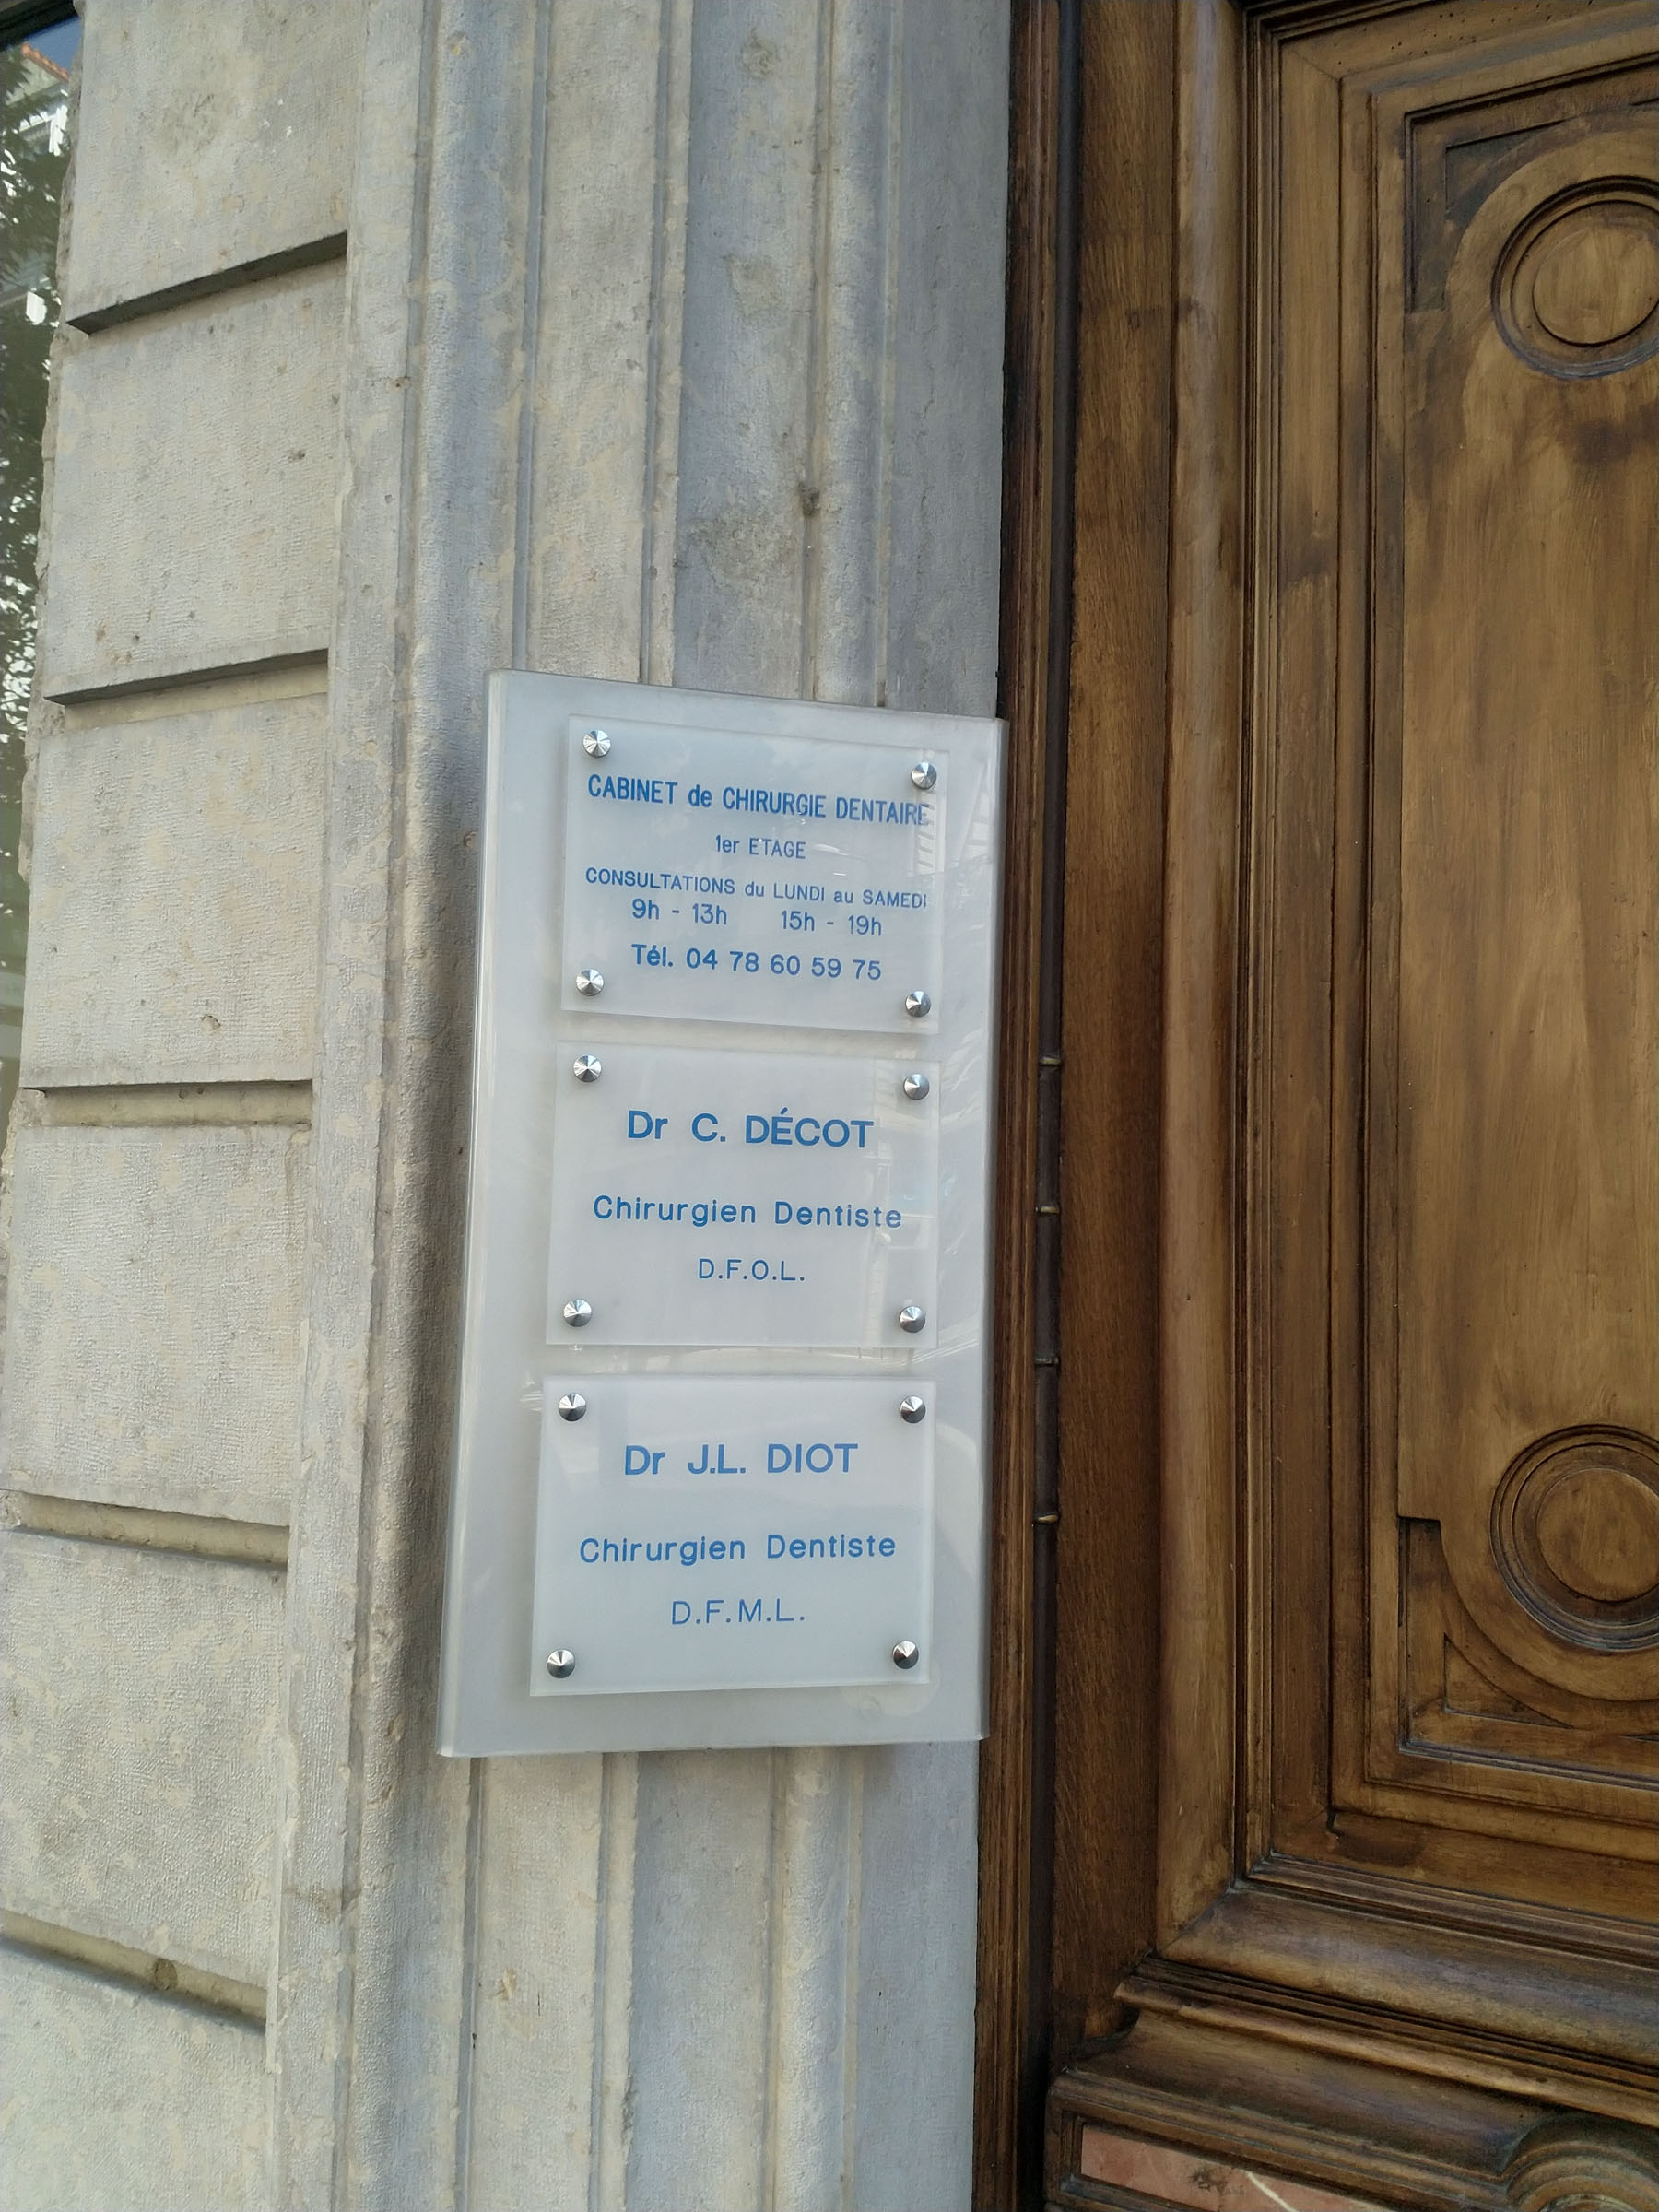 CABINET de CHIRURGIE DENTAIRE
1er ETAGE
CONSULTATIONS du LUNDI au SAMEDI
9h - 13h 15h - 19h
Tél. 04 78 60 59 75
Dr C. DÉCOT
Chirurgien Dentiste
D.F.O.L.
Dr J.L. DIOT
Chirurgien Dentiste
D.F.M.L.